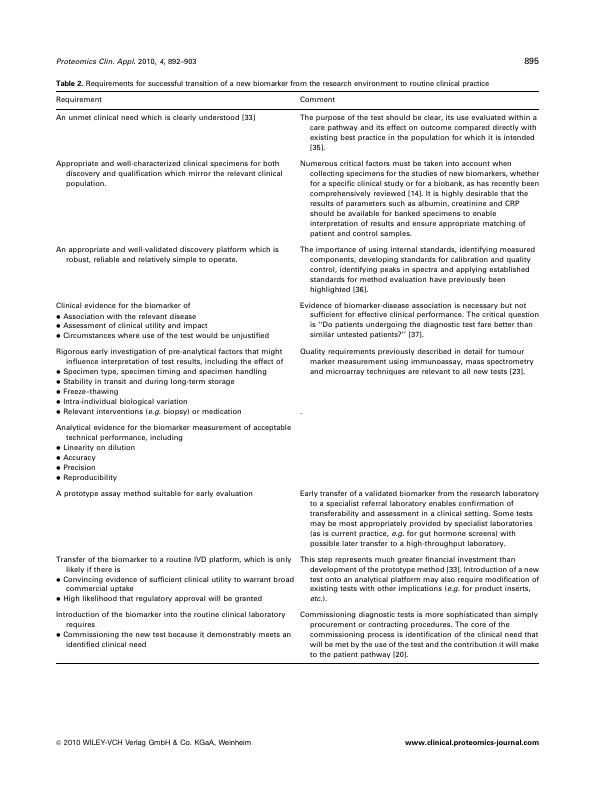 Proteomics Clin. Appl. 2010, 4, 892–903
895
Table 2. Requirements for successful transition of a new biomarker from the research environment to routine clinical practice
Requirement
Comment
An unmet clinical need which is clearly understood [33]
The purpose of the test should be clear, its use evaluated within a
care pathway and its effect on outcome compared directly with
existing best practice in the population for which it is intended
[35].
Appropriate and well-characterized clinical specimens for both
discovery and qualification which mirror the relevant clinical
population.
Numerous critical factors must be taken into account when
collecting specimens for the studies of new biomarkers, whether
for a specific clinical study or for a biobank, as has recently been
comprehensively reviewed [14]. It is highly desirable that the
results of parameters such as albumin, creatinine and CRP
should be available for banked specimens to enable
interpretation of results and ensure appropriate matching of
patient and control samples.
An appropriate and well-validated discovery platform which is
robust, reliable and relatively simple to operate.
The importance of using internal standards, identifying measured
components, developing standards for calibration and quality
control, identifying peaks in spectra and applying established
standards for method evaluation have previously been
highlighted [36].
Clinical evidence for the biomarker of
● Association with the relevant disease
● Assessment of clinical utility and impact
● Circumstances where use of the test would be unjustified
Evidence of biomarker-disease association is necessary but not
sufficient for effective clinical performance. The critical question
is ‘‘Do patients undergoing the diagnostic test fare better than
similar untested patients?’’ [37].
Rigorous early investigation of pre-analytical factors that might
influence interpretation of test results, including the effect of
● Specimen type, specimen timing and specimen handling
● Stability in transit and during long-term storage
● Freeze–thawing
● Intra-individual biological variation
● Relevant interventions (e.g. biopsy) or medication
Quality requirements previously described in detail for tumour
marker measurement using immunoassay, mass spectrometry
and microarray techniques are relevant to all new tests [23].
.
Analytical evidence for the biomarker measurement of acceptable
technical performance, including
● Linearity on dilution
● Accuracy
● Precision
● Reproducibility
A prototype assay method suitable for early evaluation
Early transfer of a validated biomarker from the research laboratory
to a specialist referral laboratory enables confirmation of
transferability and assessment in a clinical setting. Some tests
may be most appropriately provided by specialist laboratories
(as is current practice, e.g. for gut hormone screens) with
possible later transfer to a high-throughput laboratory.
Transfer of the biomarker to a routine IVD platform, which is only
likely if there is
● Convincing evidence of sufficient clinical utility to warrant broad
commercial uptake
● High likelihood that regulatory approval will be granted
This step represents much greater financial investment than
development of the prototype method [33]. Introduction of a new
test onto an analytical platform may also require modification of
existing tests with other implications (e.g. for product inserts,
etc.).
Introduction of the biomarker into the routine clinical laboratory
requires
● Commissioning the new test because it demonstrably meets an
identified clinical need
Commissioning diagnostic tests is more sophisticated than simply
procurement or contracting procedures. The core of the
commissioning process is identification of the clinical need that
will be met by the use of the test and the contribution it will make
to the patient pathway [20].
© 2010 WILEY-VCH Verlag GmbH & Co. KGaA, Weinheim
www.clinical.proteomics-journal.com